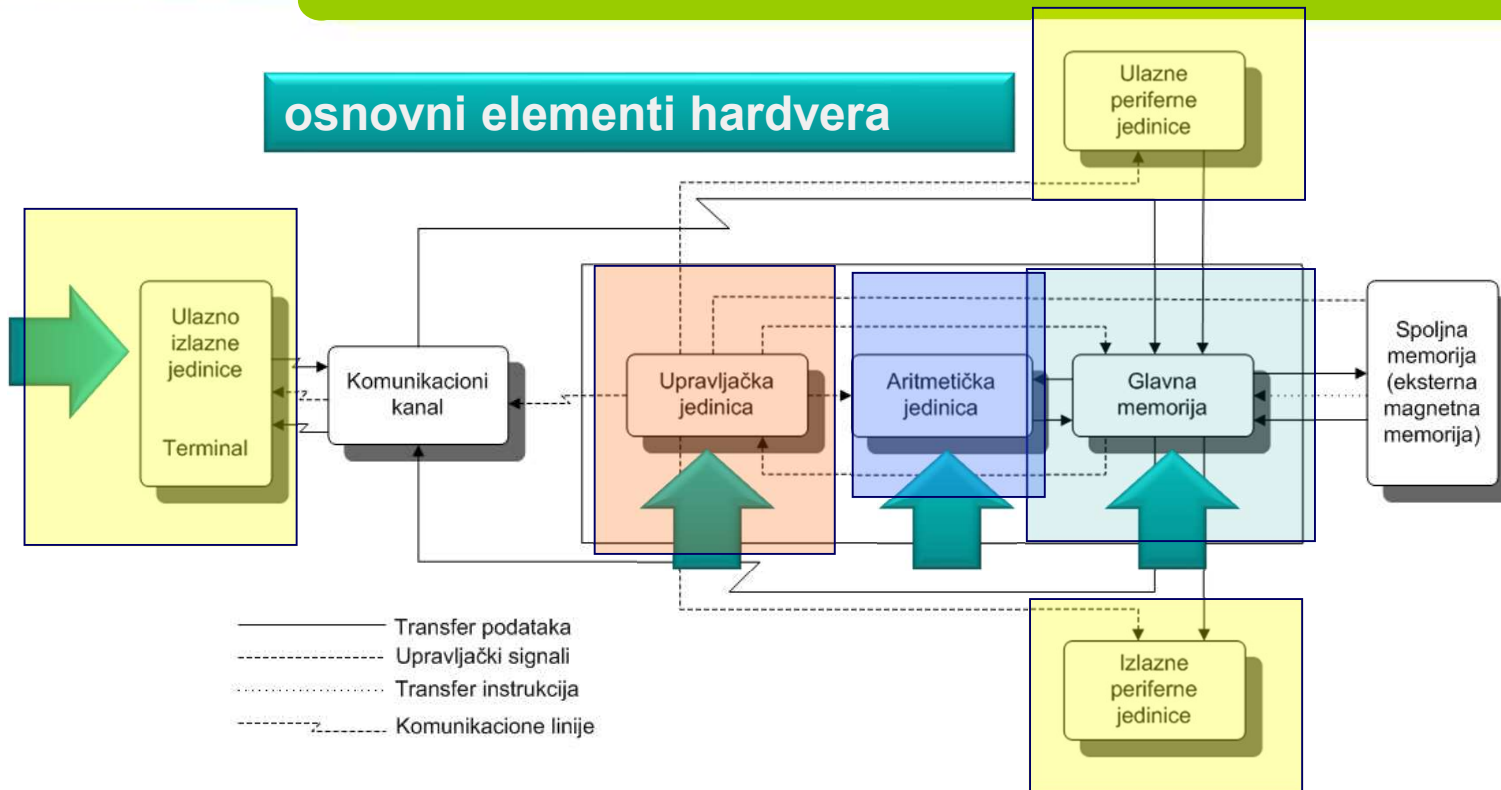 osnovni elementi hardvera
Ulazne
periferne
jedinice
Ulazno
izlazne
jedinice
Terminal
Komunikacioni
kanal
Upravljačka
jedinica
Aritmetička
jedinica
Glavna
memorija
Spoljna
memorija
(eksterna
magnetna
memorija)
Transfer podataka
Upravljački signali
Transfer instrukcija
Komunikacione linije
Izlazne
periferne
jedinice